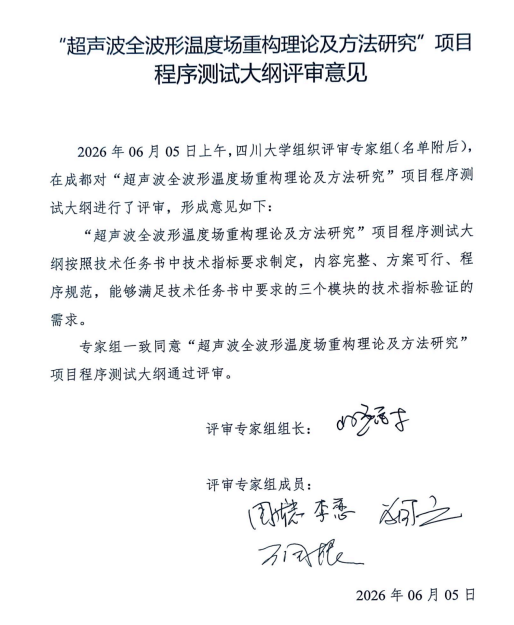 “超声波全波形温度场重构理论及方法研究”项目
程序测试大纲评审意见
2026 年 06 月 05 日上午，四川大学组织评审专家组（名单附后），
在成都对“超声波全波形温度场重构理论及方法研究”项目程序测
试大纲进行了评审，形成意见如下：
“超声波全波形温度场重构理论及方法研究”项目程序测试大
纲按照技术任务书中技术指标要求制定，内容完整、方案可行、程
序规范，能够满足技术任务书中要求的三个模块的技术指标验证的
需求。
专家组一致同意“超声波全波形温度场重构理论及方法研究”
项目程序测试大纲通过评审。
评审专家组组长：
评审专家组成员：
李恋
2026 年 06 月 05 日